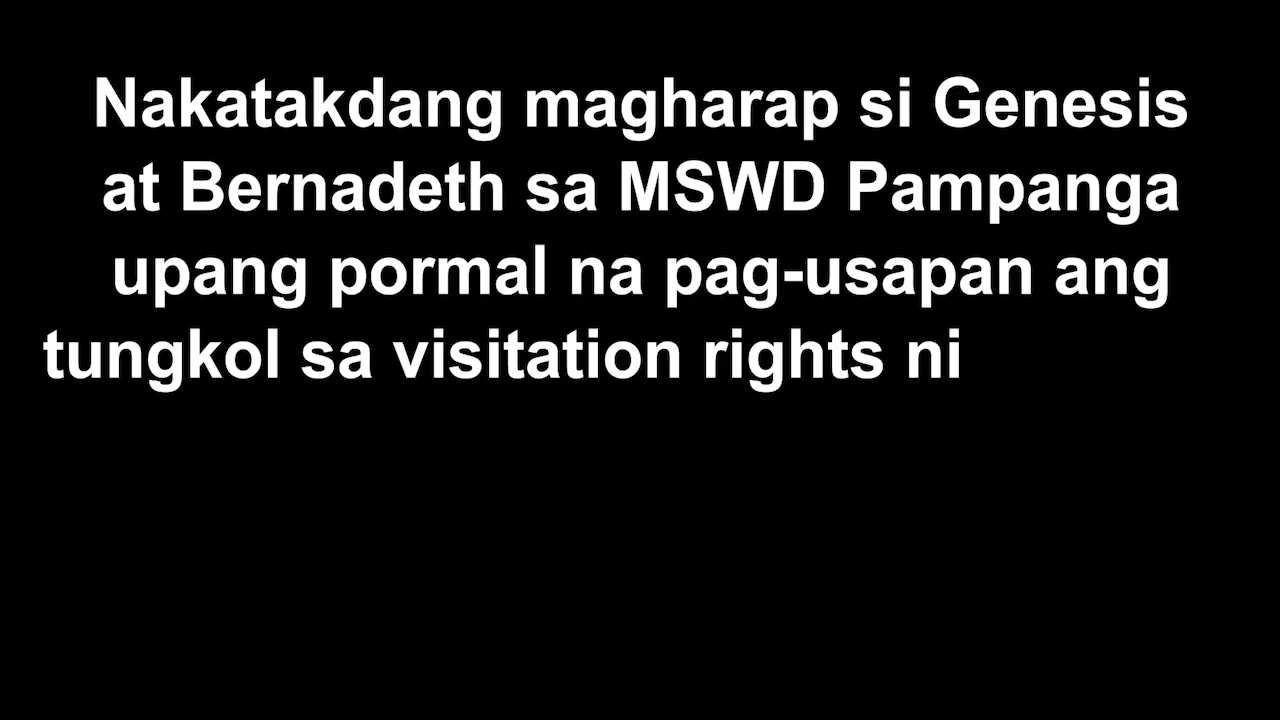 Nakatakdang magharap si Genesis
at Bernadeth sa MSWD Pampanga
upang pormal na pag-usapan ang
tungkol sa visitation rights ni